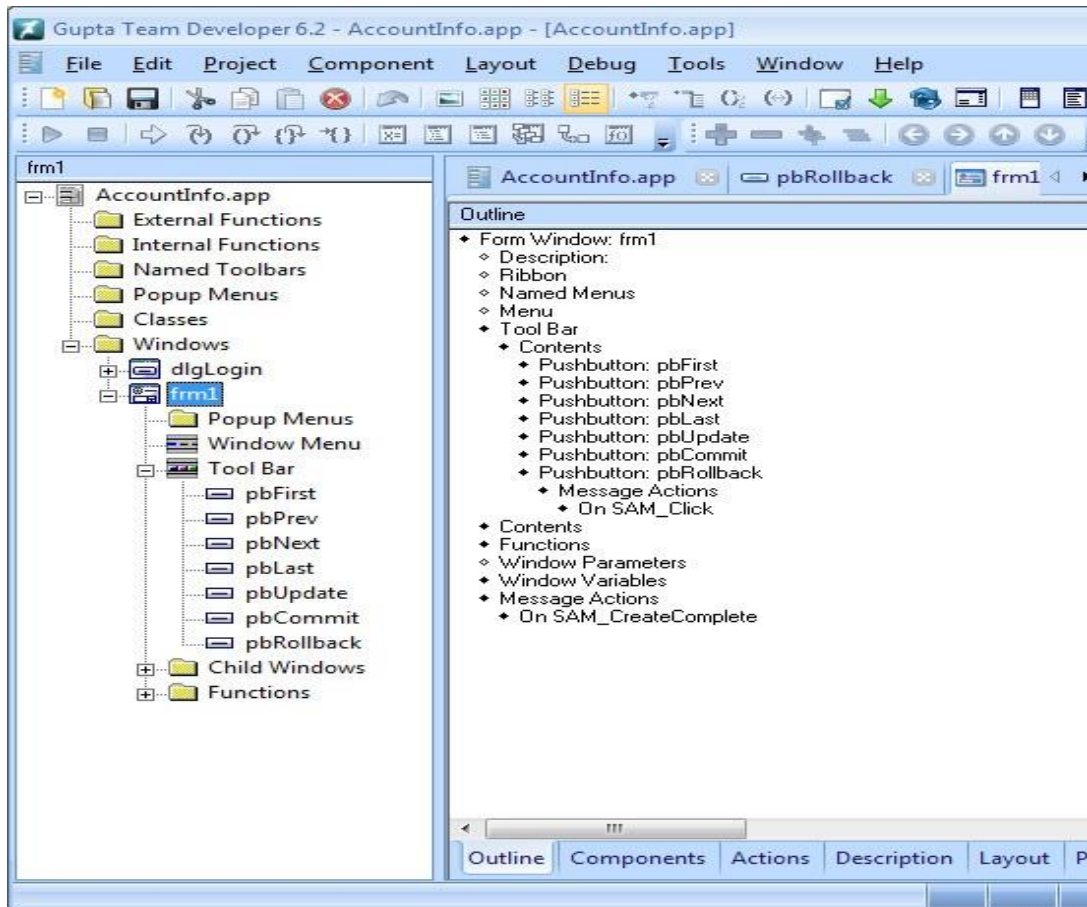 Gupta Team Developer 6.2 - AccountInfo.app - [AccountInfo.app]
File Edit Project Component Layout Debug Tools Window Help
frm1
AccountInfo.app
External Functions
Internal Functions
Named Toolbars
Popup Menus
Classes
Windows
dlgLogin
frm1
Popup Menus
Window Menu
Tool Bar
pbFirst
pbPrev
pbNext
pbLast
pbUpdate
pbCommit
pbRollback
Child Windows
Functions
AccountInfo.app pbRollback frm1
Outline
Form Window: frm1
Description:
Ribbon
Named Menus
Menu
Tool Bar
Contents
Pushbutton: pbFirst
Pushbutton: pbPrev
Pushbutton: pbNext
Pushbutton: pbLast
Pushbutton: pbUpdate
Pushbutton: pbCommit
Pushbutton: pbRollback
Message Actions
On SAM_Click
Contents
Functions
Window Parameters
Window Variables
Message Actions
On SAM_CreateComplete
Outline Components Actions Description Layout P